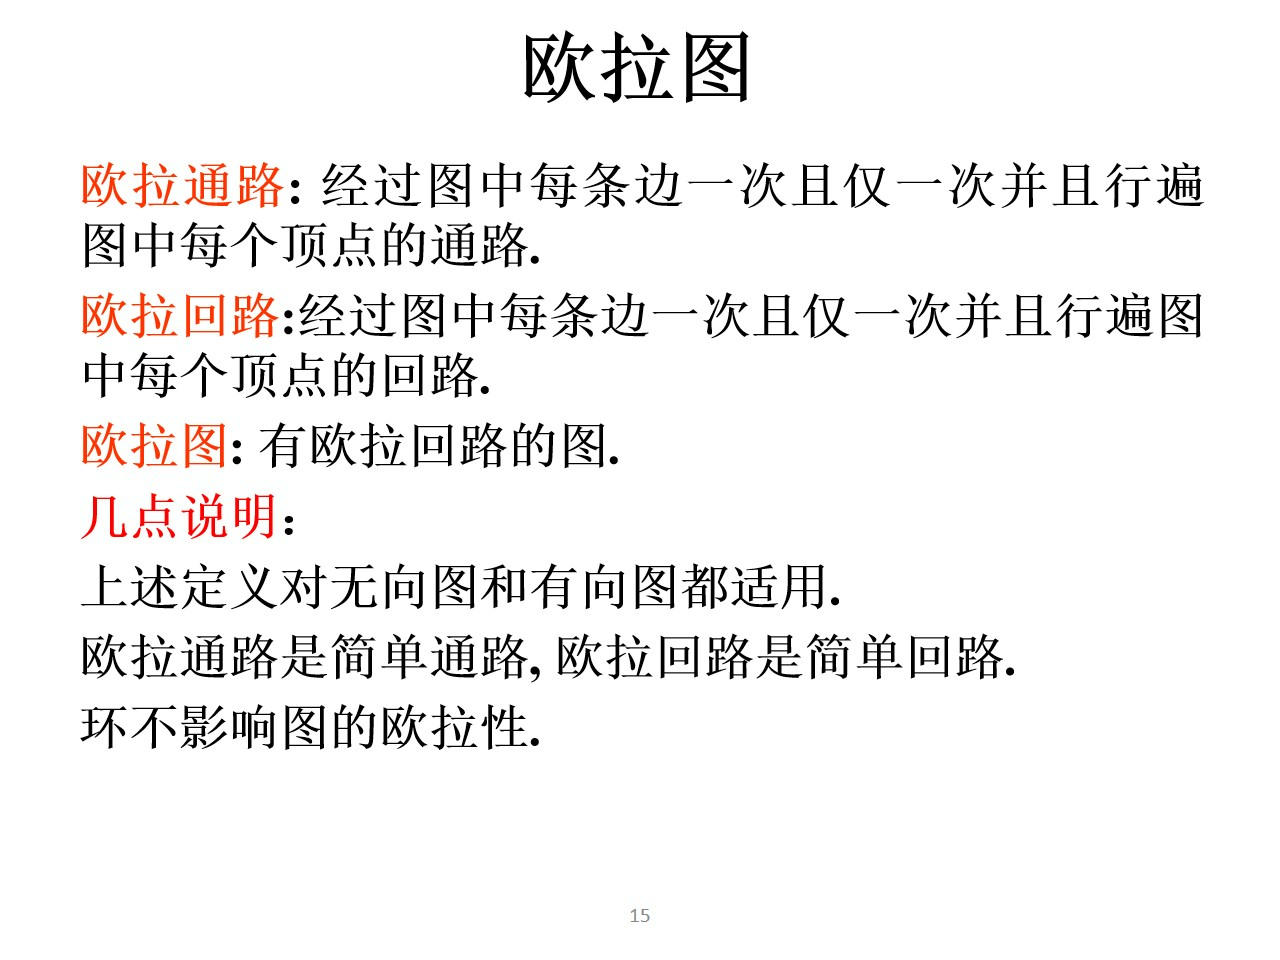 欧拉图
欧拉通路: 经过图中每条边一次且仅一次并且行遍
图中每个顶点的通路.
欧拉回路:经过图中每条边一次且仅一次并且行遍图
中每个顶点的回路.
欧拉图: 有欧拉回路的图.
几点说明：
上述定义对无向图和有向图都适用.
欧拉通路是简单通路, 欧拉回路是简单回路.
环不影响图的欧拉性.
15